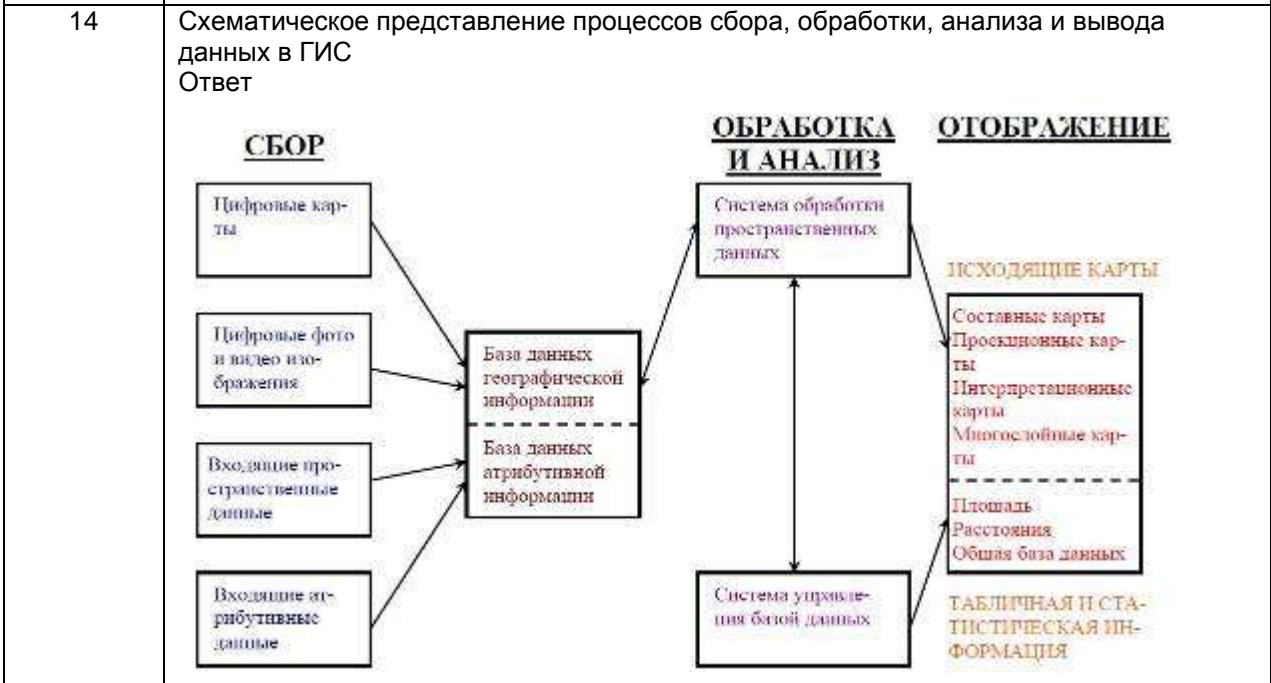 14
Схематическое представление процессов сбора, обработки, анализа и вывода
данных в ГИС
Ответ
СБОР
Цифровые кар-
ты
Цифровые фото
и видео изо-
бражения
Входящие про-
странственные
данные
Входящие ат-
рибутивные
данные
База данных
географической
информации
База данных
атрибутивной
информации
ОБРАБОТКА
И АНАЛИЗ
Система обработки
пространственных
данных
Система управле-
ния базой данных
ОТОБРАЖЕНИЕ
ИСХОДЯЩИЕ КАРТЫ
Составные карты
Проекционные кар-
ты
Интерпретационные
карты
Многослойные кар-
ты
Площадь
Расстояния
Общая база данных
ТАБЛИЧНАЯ И СТА-
ТИСТИЧЕСКАЯ ИН-
ФОРМАЦИЯ